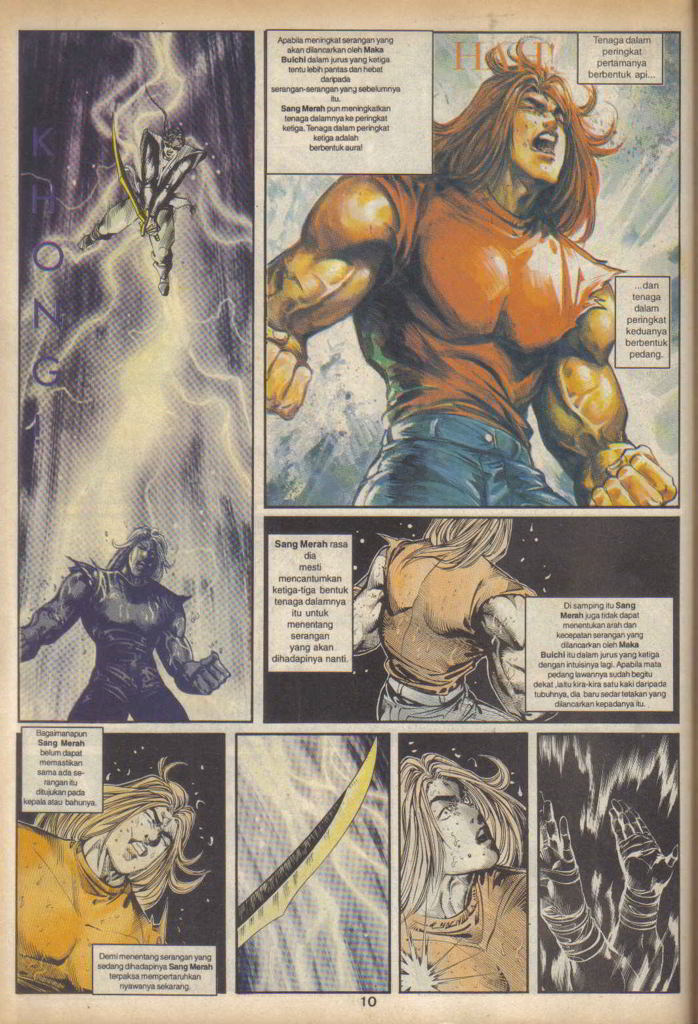 KHONG!
Apabila meningkat serangan yang
akan dilancarkan oleh Maka
Buichi dalam jurus yang ketiga
tentu lebih pantas dan hebat
daripada
serangan-serangan yang sebelumnya
itu.
Sang Merah pun meningkatkan
tenaga dalamnya ke peringkat
ketiga. Tenaga dalam peringkat
ketiga adalah
berbentuk aura!
HAH!
Tenaga dalam
peringkat
pertamanya
berbentuk api...
...dan
tenaga
dalam
peringkat
keduanya
berbentuk
pedang.
Sang Merah rasa
dia
mesti
mencantumkan
ketiga-tiga bentuk
tenaga dalamnya
itu untuk
menentang
serangan
yang akan
dihadapinya nanti.
Di samping itu Sang
Merah juga tidak dapat
menentukan arah dan
kecepatan serangan yang
dilancarkan oleh Maka
Buichi itu dalam jurus yang ketiga
dengan intuisinya lagi. Apabila mata
pedang lawannya sudah begitu
dekat ,iaitu kira-kira satu kaki daripada
tubuhnya, dia baru sedar tetakan yang
dilancarkan kepadanya itu.
Bagaimanapun
Sang Merah
belum dapat
memastikan
sama ada se-
rangan itu
ditujukan pada
kepala atau bahunya.
Demi menentang serangan yang
sedang dihadapinya Sang Merah
terpaksa mempertaruhkan
nyawanya sekarang.
10